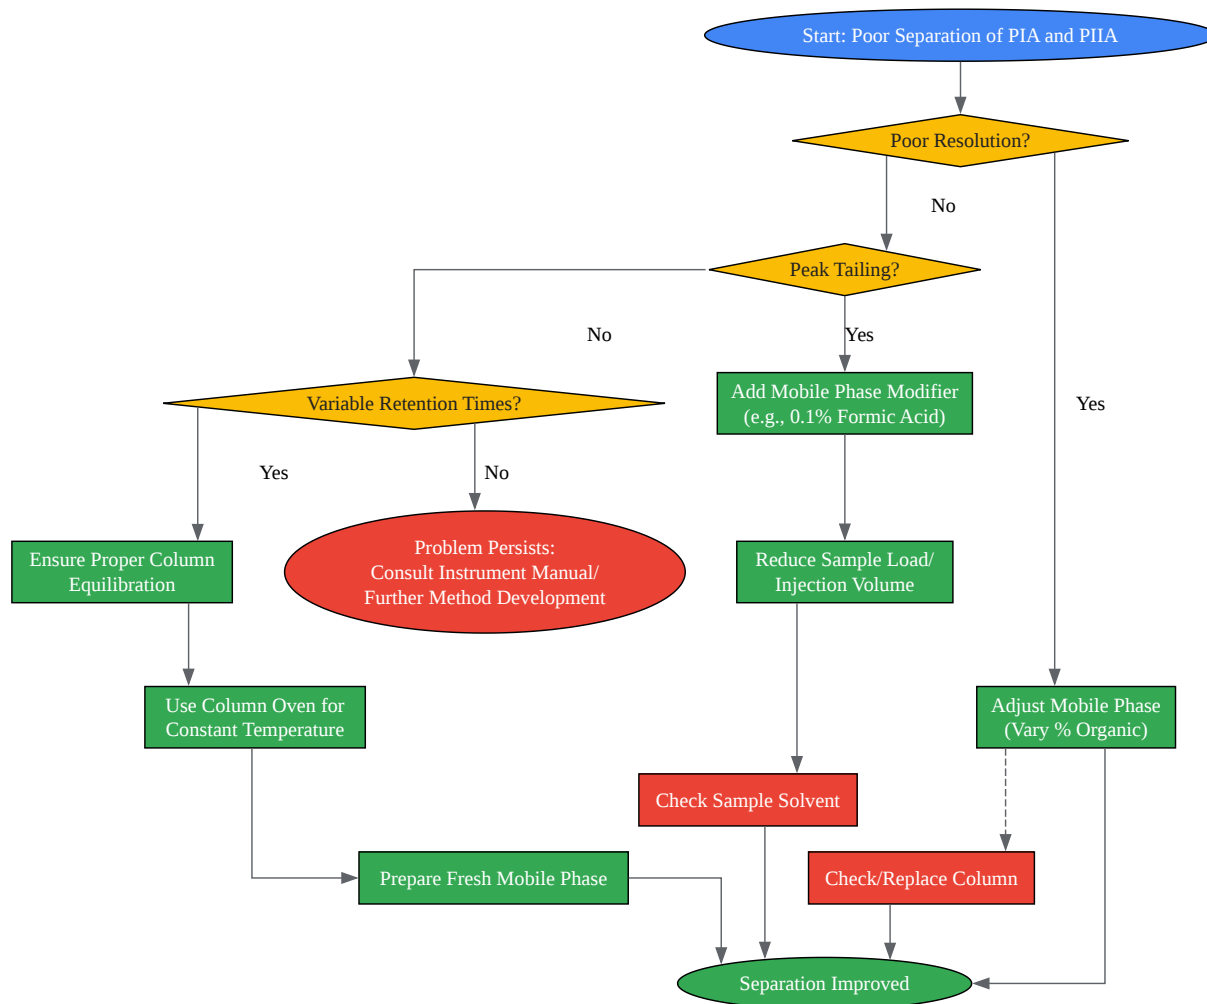 Start: Poor Separation of PIA and PIIA
Poor Resolution?
No
Peak Tailing?
No
Yes
Variable Retention Times?
Add Mobile Phase Modifier
(e.g., 0.1% Formic Acid)
Yes
Yes
No
Ensure Proper Column
Equilibration
Problem Persists:
Consult Instrument Manual/
Further Method Development
Reduce Sample Load/
Injection Volume
Use Column Oven for
Constant Temperature
Adjust Mobile Phase
(Vary % Organic)
Check Sample Solvent
Prepare Fresh Mobile Phase
Check/Replace Column
Separation Improved